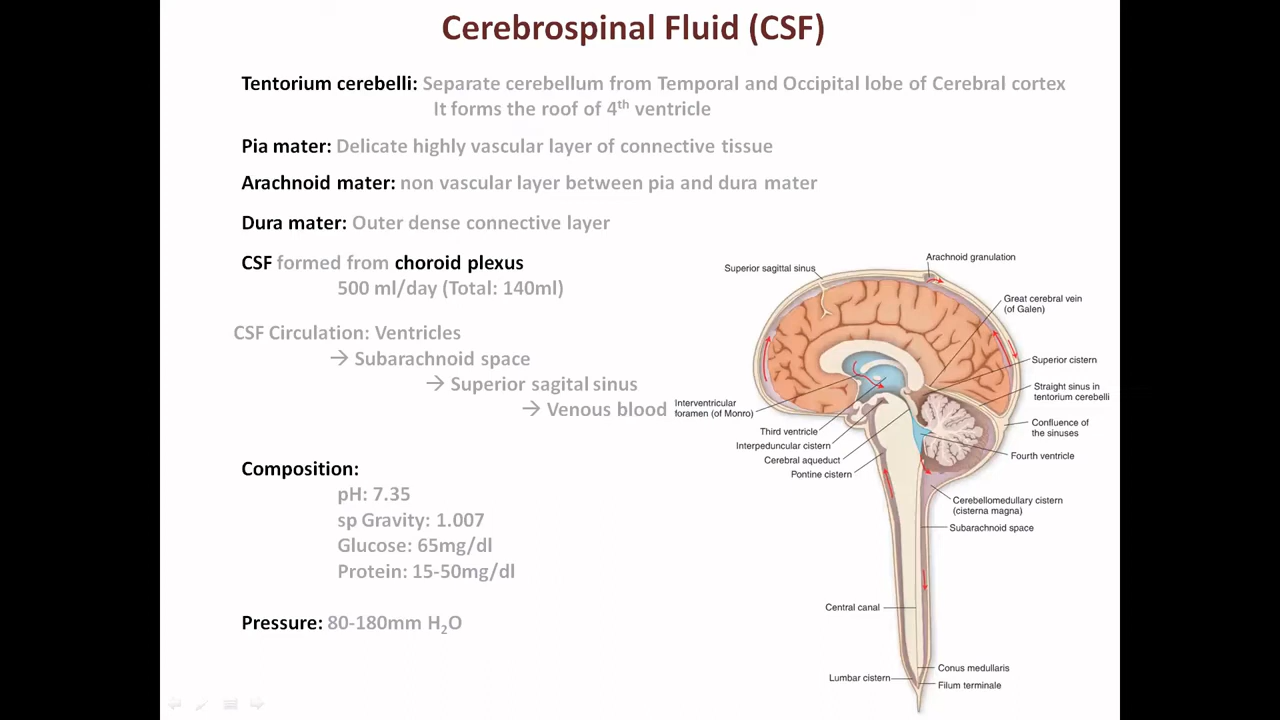 Cerebrospinal Fluid (CSF)
Tentorium cerebelli: Separate cerebellum from Temporal and Occipital lobe of Cerebral cortex
It forms the roof of 4th ventricle
Pia mater: Delicate highly vascular layer of connective tissue
Arachnoid mater: non vascular layer between pia and dura mater
Dura mater: Outer dense connective layer
CSF formed from choroid plexus
500 ml/day (Total: 140ml)
CSF Circulation: Ventricles
→ Subarachnoid space
→ Superior sagital sinus
→ Venous blood
Composition:
pH: 7.35
sp Gravity: 1.007
Glucose: 65mg/dl
Protein: 15-50mg/dl
Pressure: 80-180mm H₂O
Superior sagittal sinus
Arachnoid granulation
Great cerebral vein
(of Galen)
Superior cistern
Straight sinus in
tentorium cerebelli
Confluence of
the sinuses
Fourth ventricle
Cerebellomedullary cistern
(cisterna magna)
Subarachnoid space
Interventricular
foramen (of Monro)
Third ventricle
Interpeduncular cistern
Cerebral aqueduct
Pontine cistern
Central canal
Conus medullaris
Lumbar cistern
Filum terminale